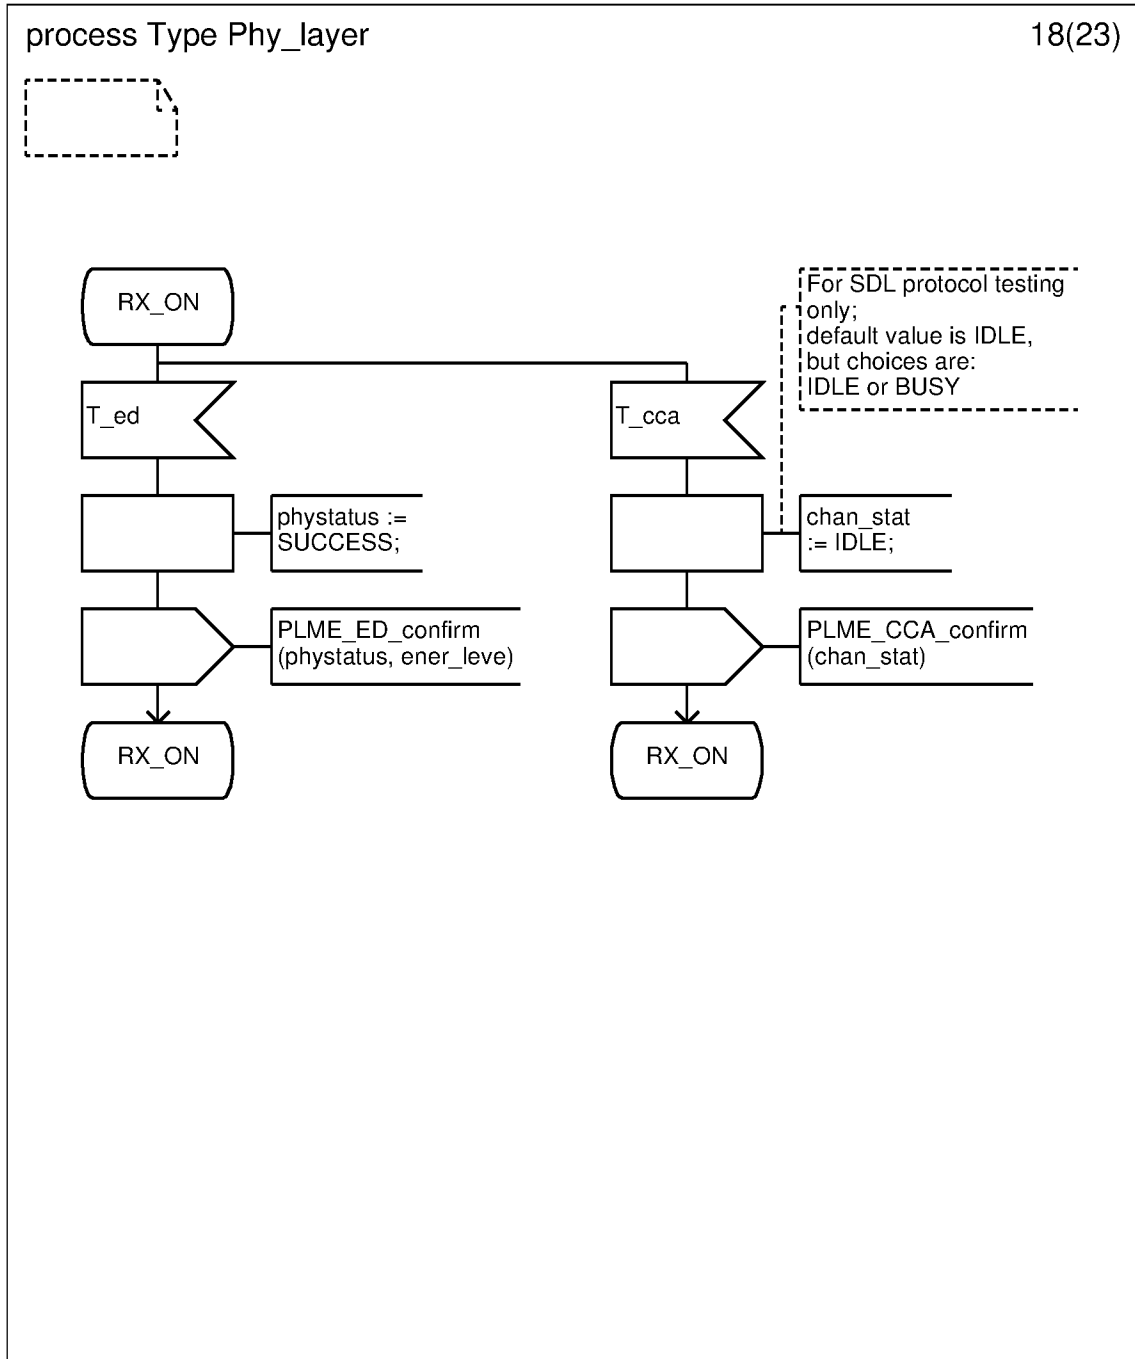 process Type Phy_layer
18(23)
RX_ON
For SDL protocol testing
only;
default value is IDLE,
but choices are:
IDLE or BUSY
T_ed
T_cca
phystatus :=
SUCCESS;
chan_stat
:= IDLE;
PLME_ED_confirm
(phystatus, ener_leve)
PLME_CCA_confirm
(chan_stat)
RX_ON
RX_ON